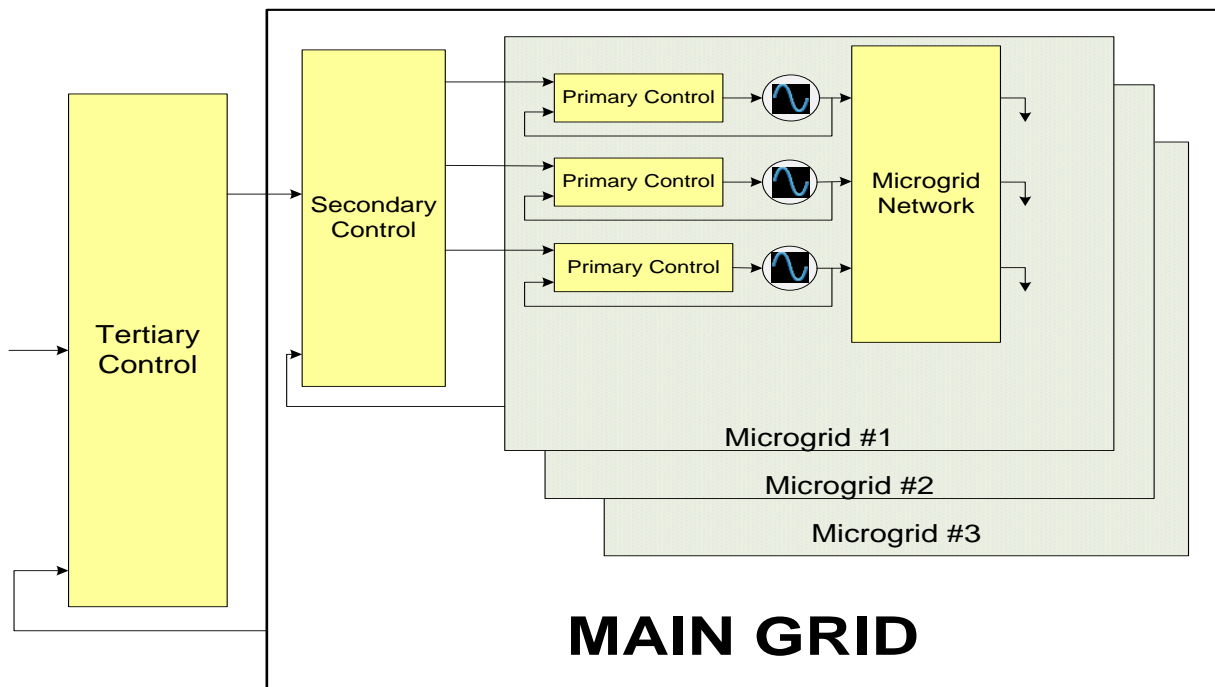 Tertiary
Control
Secondary
Control
Primary Control
Primary Control
Primary Control
Microgrid
Network
Microgrid #1
Microgrid #2
Microgrid #3
MAIN GRID